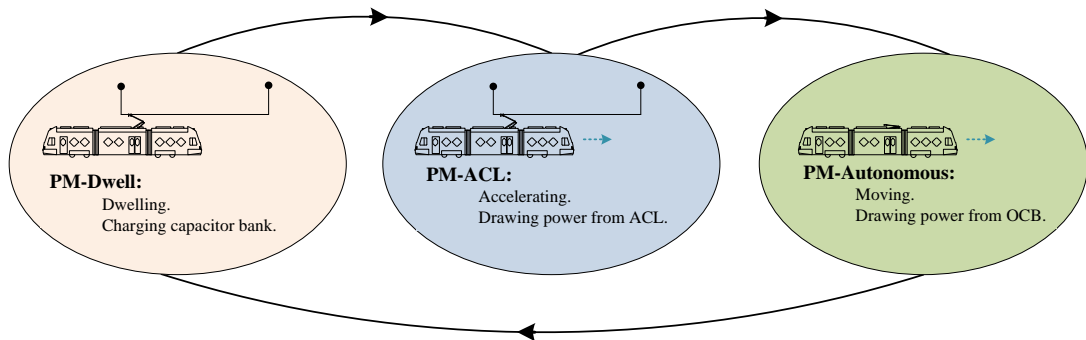 PM-Dwell:
Dwelling.
Charging capacitor bank.
PM-ACL:
Accelerating.
Drawing power from ACL.
PM-Autonomous:
Moving.
Drawing power from OCB.